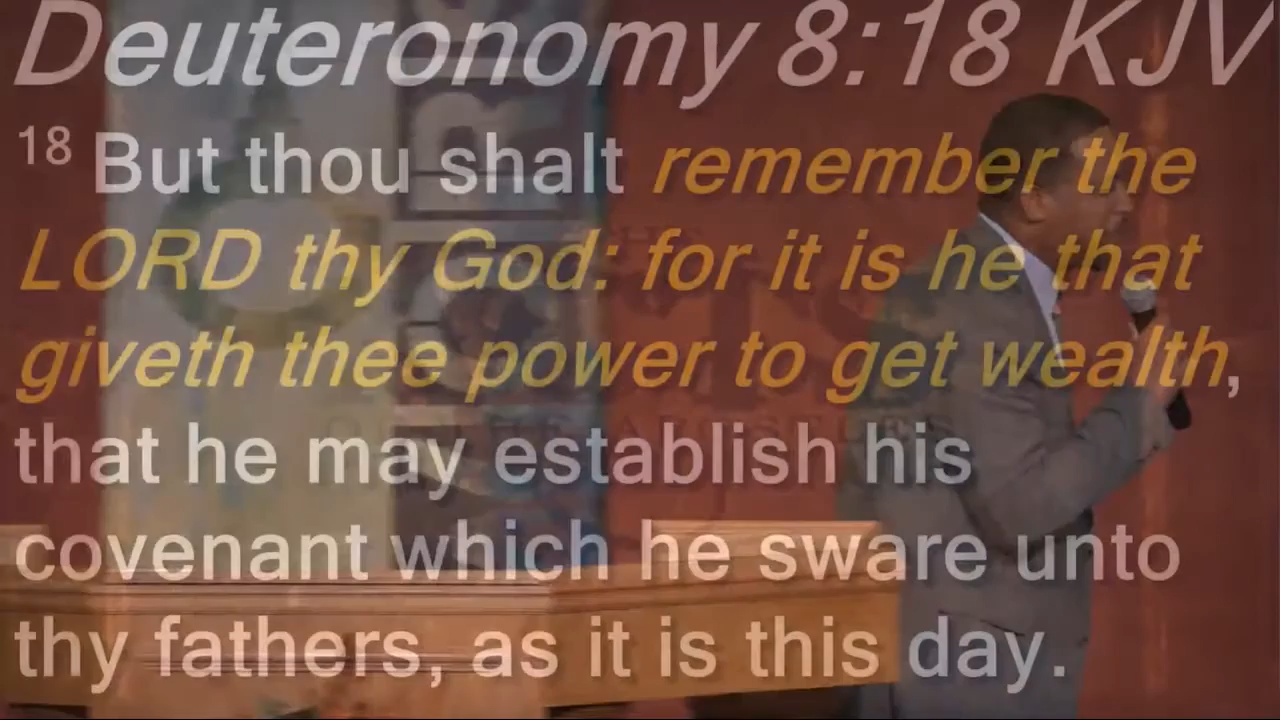 Deuteronomy 8:18 KJV
18 But thou shalt remember the
LORD thy God: for it is he that
giveth thee power to get wealth,
that he may establish his
covenant which he sware unto
thy fathers, as it is this day.